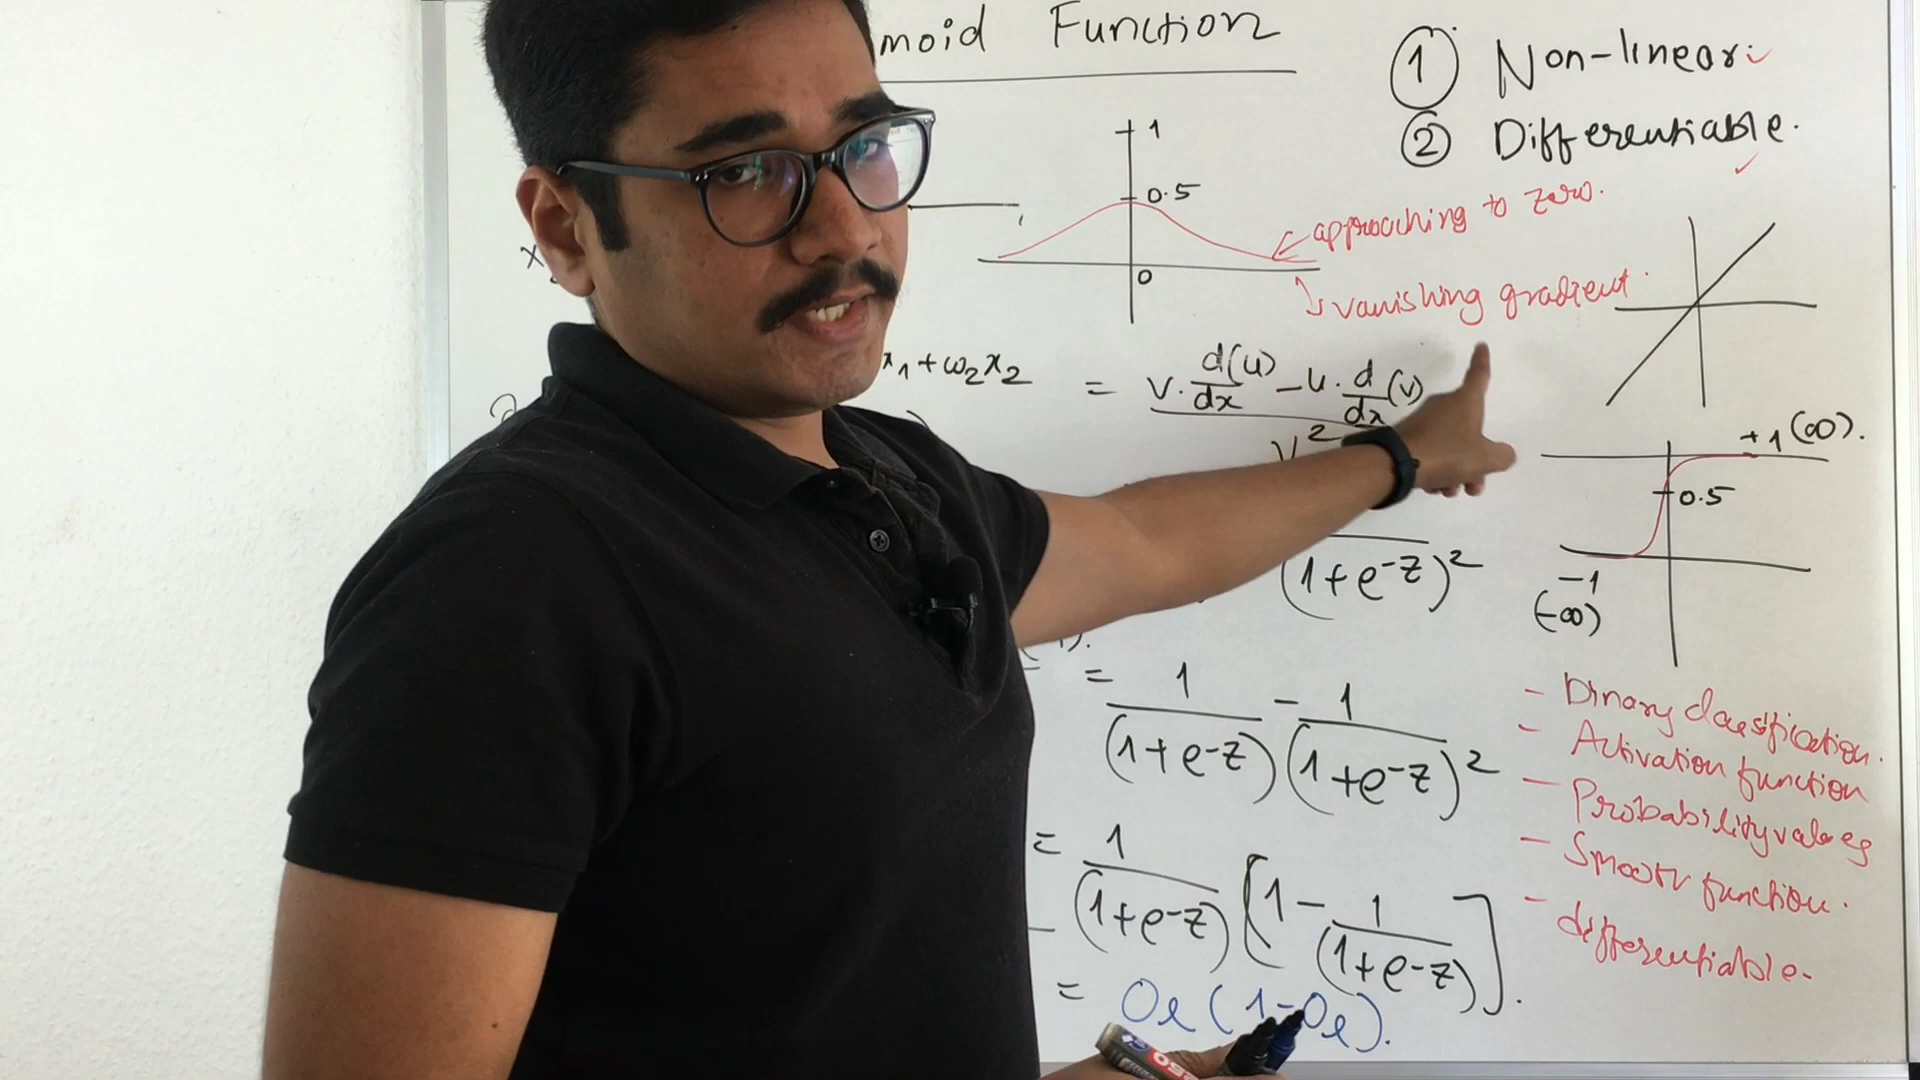 moid Function
① Non-linear.
② Differentiable.
1
0.5
0
approaching to zero.
vanishing gradient.
x
x₁ + ω₂x₂
= v. d/dx (u) - u. d/dx (v)
v²
(1+e-z)²
= 1/(1+e-z) - 1/(1+e-z)²
= 1/(1+e-z) [1 - 1/(1+e-z)].
= Oℓ (1-Oℓ).
+1 (∞).
0.5
-1
(-∞)
- Binary classification.
- Activation function
- Probability values
- Smooth function.
- differentiable.